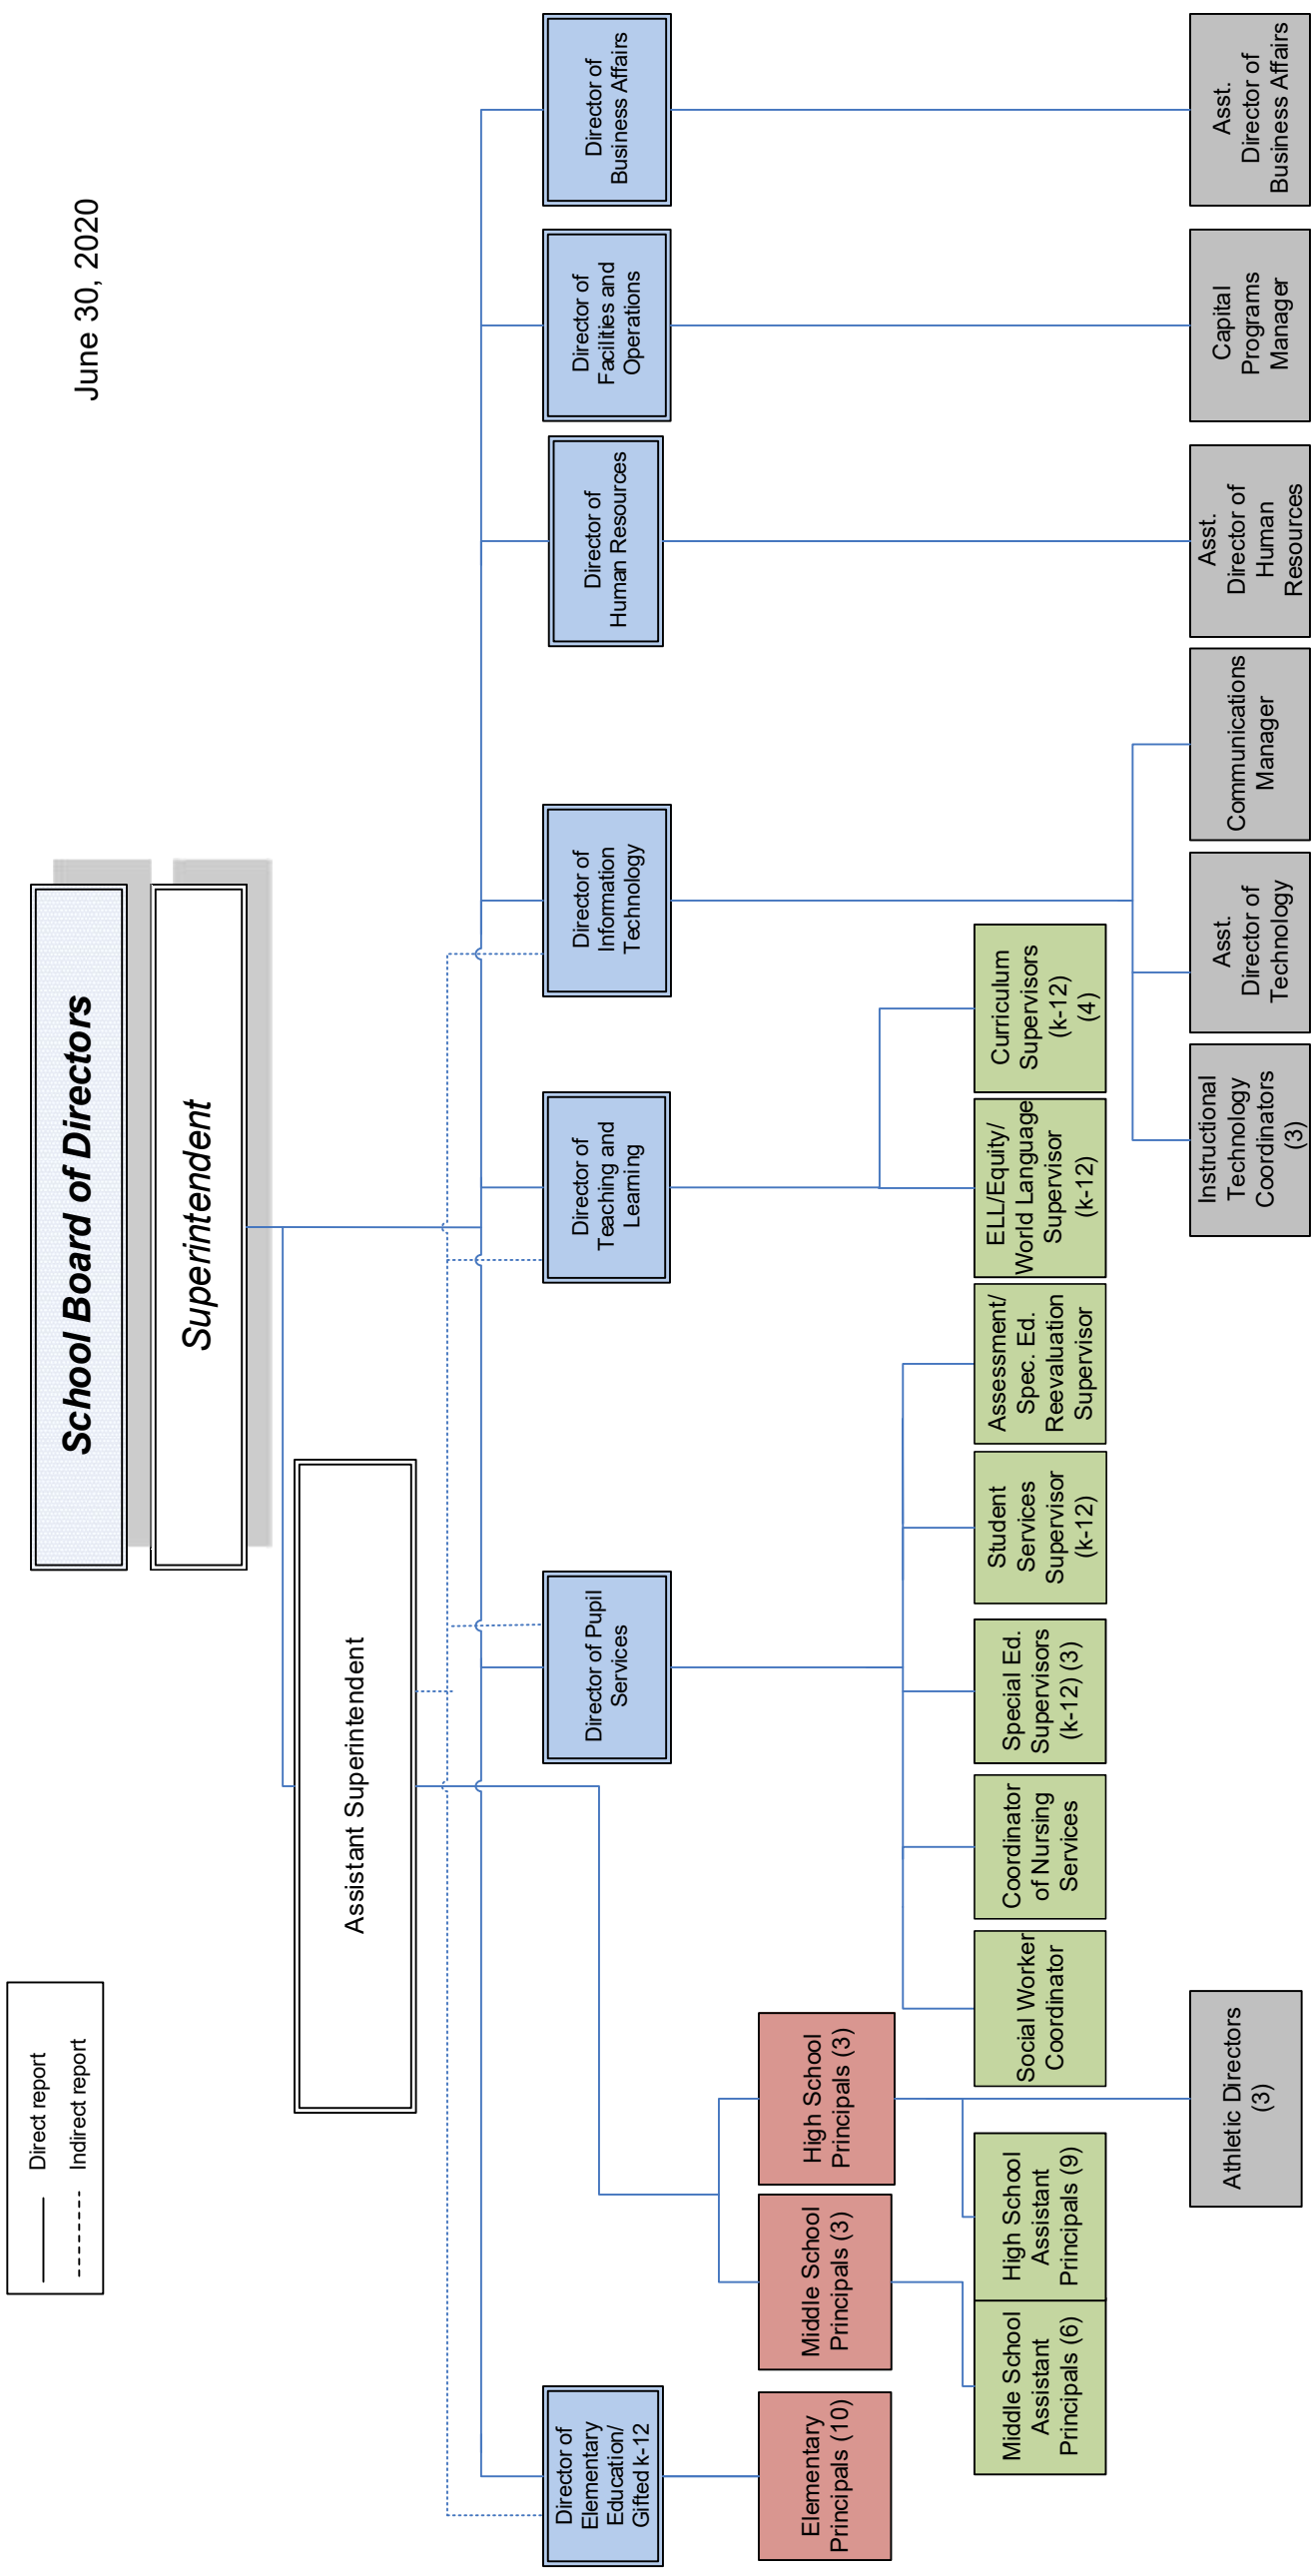 Direct report
Indirect report
June 30, 2020
School Board of Directors
Superintendent
Assistant Superintendent
Director of
Elementary
Education/
Gifted k-12
Director of Pupil
Services
Director of
Teaching and
Learning
Director of
Information
Technology
Director of
Human Resources
Director of
Facilities and
Operations
Director of
Business Affairs
Elementary
Principals (10)
Middle School
Principals (3)
High School
Principals (3)
Middle School
Assistant
Principals (6)
High School
Assistant
Principals (9)
Social Worker
Coordinator
Coordinator
of Nursing
Services
Special Ed.
Supervisors
(k-12) (3)
Student
Services
Supervisor
(k-12)
Assessment/
Spec. Ed.
Reevaluation
Supervisor
ELL/Equity/
World Language
Supervisor
(k-12)
Curriculum
Supervisors
(k-12)
(4)
Athletic Directors
(3)
Instructional
Technology
Coordinators
(3)
Asst.
Director of
Technology
Communications
Manager
Asst.
Director of
Human
Resources
Capital
Programs
Manager
Asst.
Director of
Business Affairs